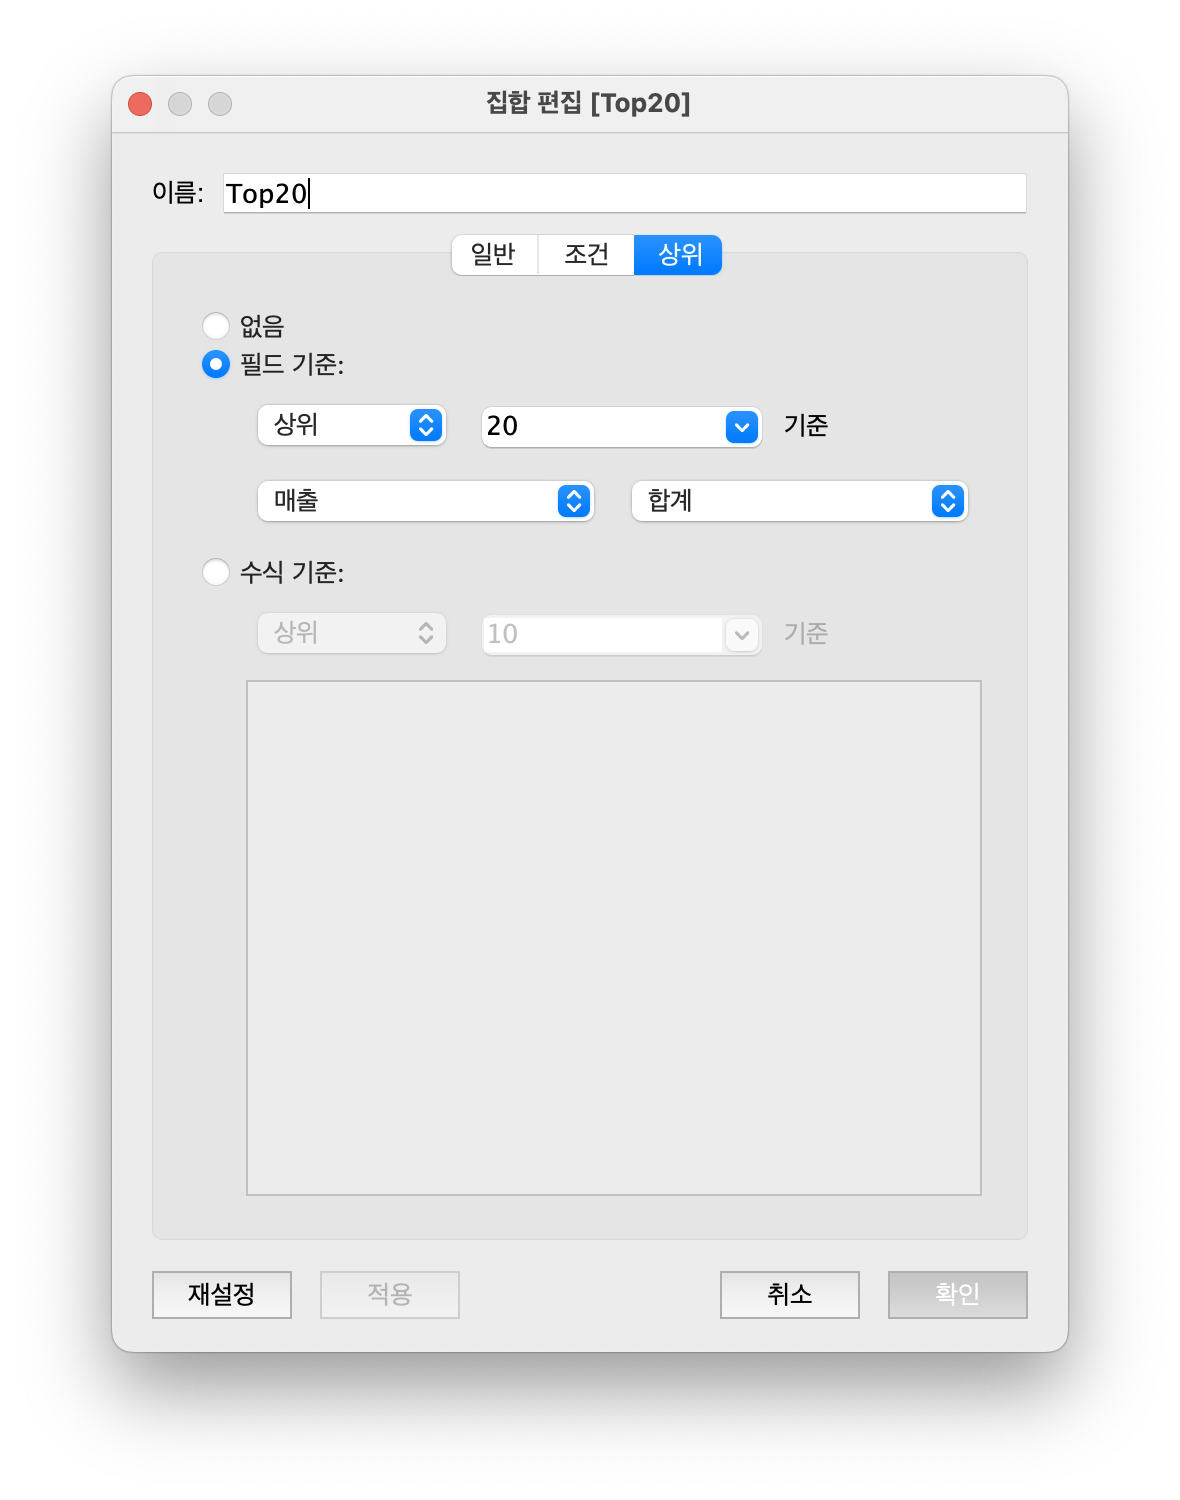 집합 편집 [Top20]
이름: Top20
일반 조건 상위
없음
필드 기준:
상위 20 기준
매출 합계
수식 기준:
상위 10 기준
재설정 적용 취소 확인